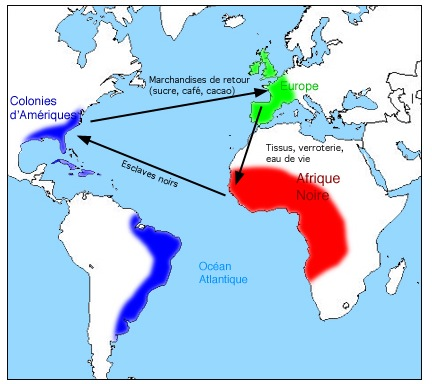 Marchandises de retour
(sucre, café, cacao)
Europe
Colonies
d'Amériques
Tissus, verroterie,
eau de vie
Esclaves noirs
Afrique
Noire
Océan
Atlantique